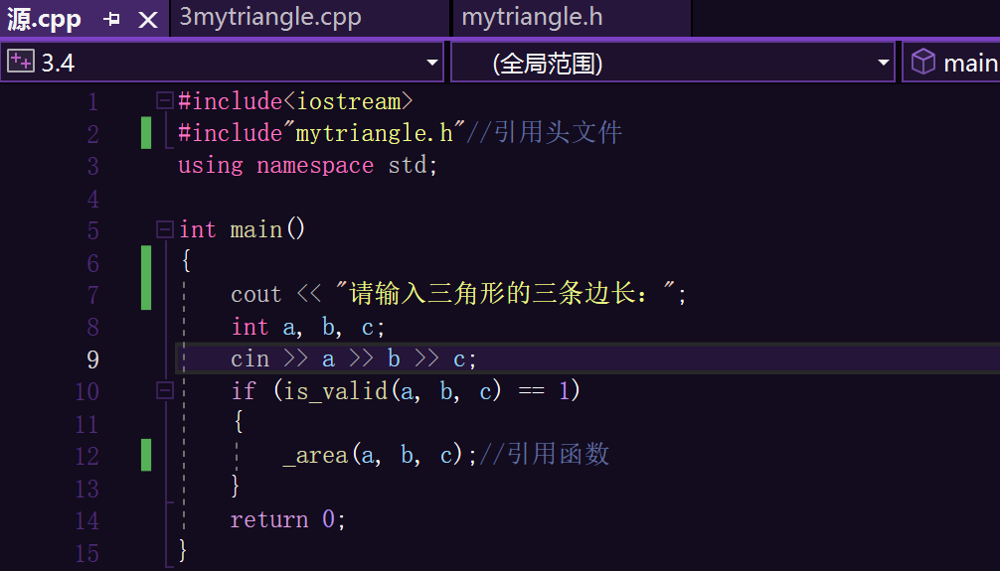 源.cpp 3mytriangle.cpp mytriangle.h
3.4 (全局范围) main
1 #include<iostream>
2 #include"mytriangle.h"//引用头文件
3 using namespace std;
4
5 int main()
6 {
7 cout << "请输入三角形的三条边长：";
8 int a, b, c;
9 cin >> a >> b >> c;
10 if (is_valid(a, b, c) == 1)
11 {
12 _area(a, b, c);//引用函数
13 }
14 return 0;
15 }